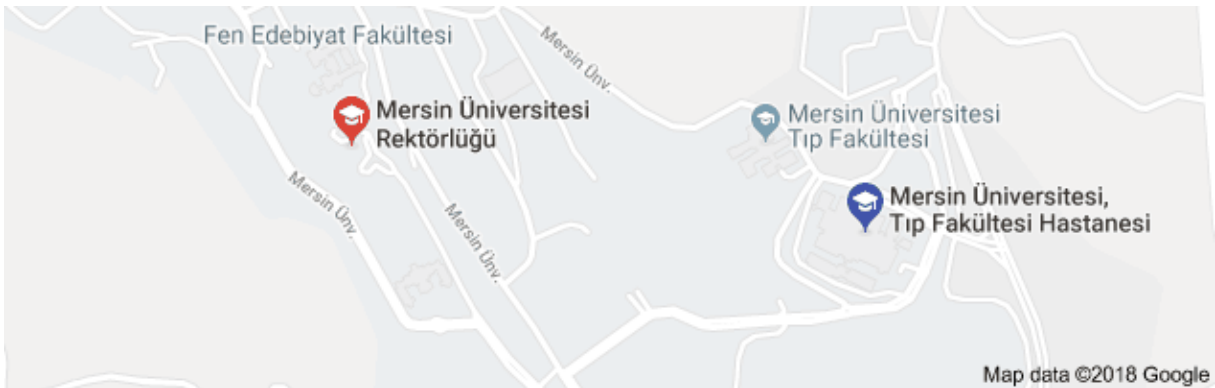 Fen Edebiyat Fakültesi
Mersin Ünv.
Mersin Üniversitesi
Rektörlüğü
Mersin Üniversitesi
Tıp Fakültesi
Mersin Ünv.
Mersin Ünv.
Mersin Üniversitesi,
Tıp Fakültesi Hastanesi
Map data ©2018 Google